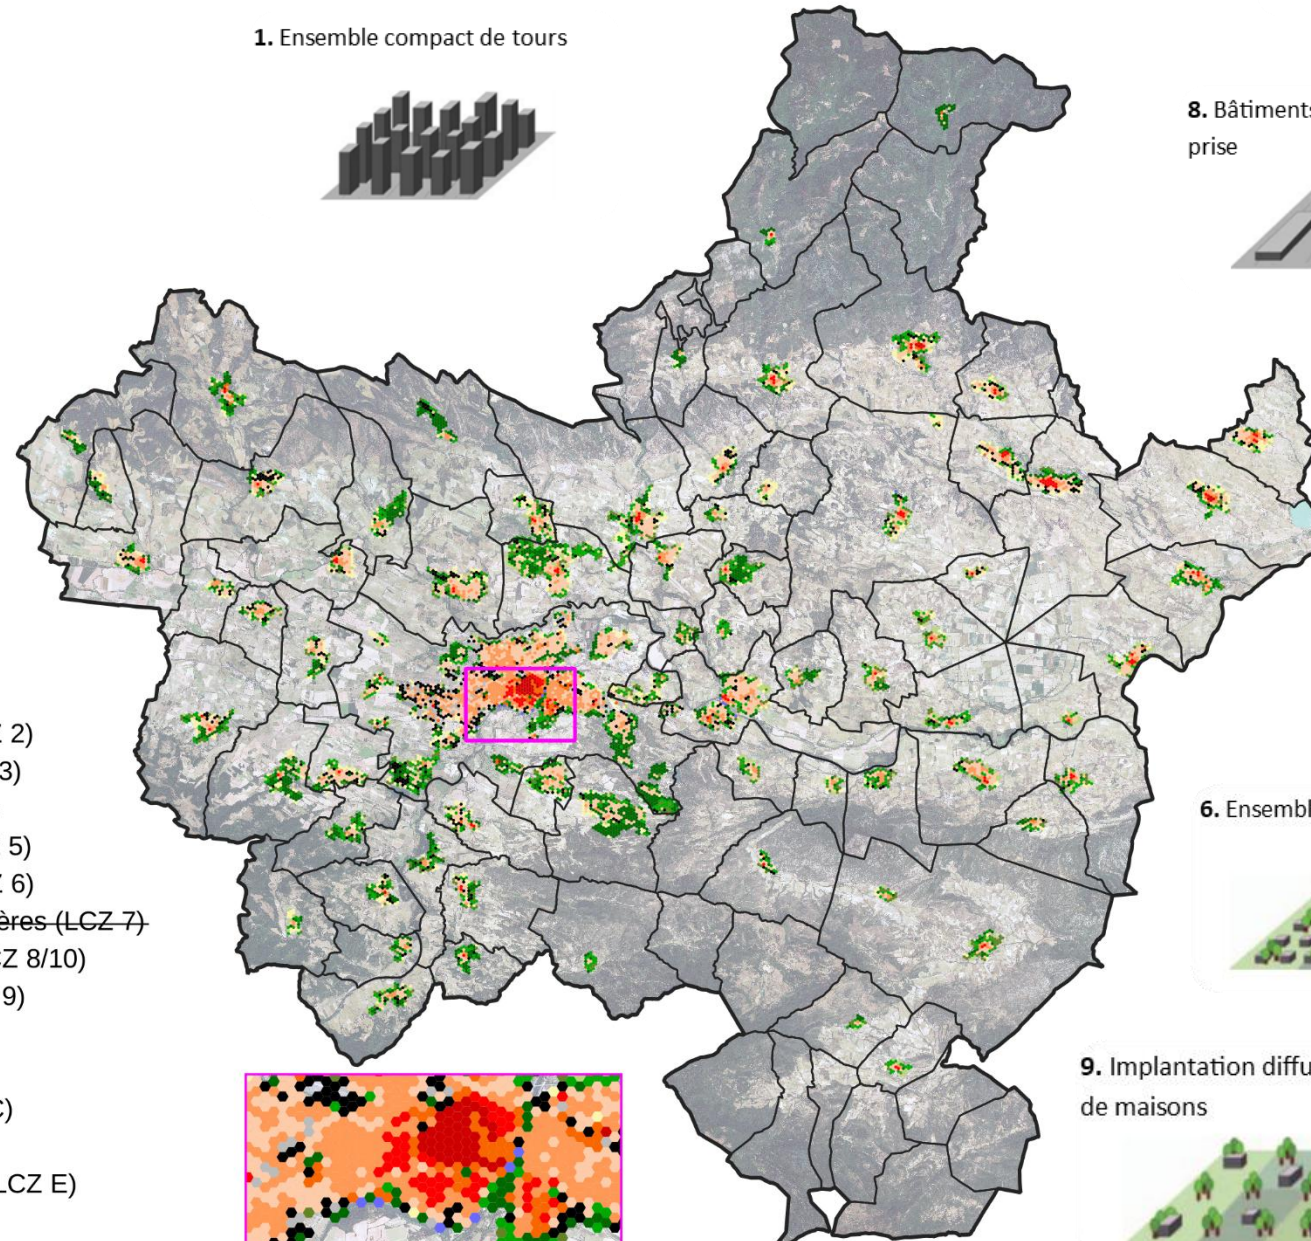 1. Ensemble compact de tours
8. Bâtiments
prise
Z 2)
3)
5)
Z 6)
ères (LCZ 7)
CZ 8/10)
9)
C)
LCZ E)
6. Ensembl
9. Implantation diffu
de maisons